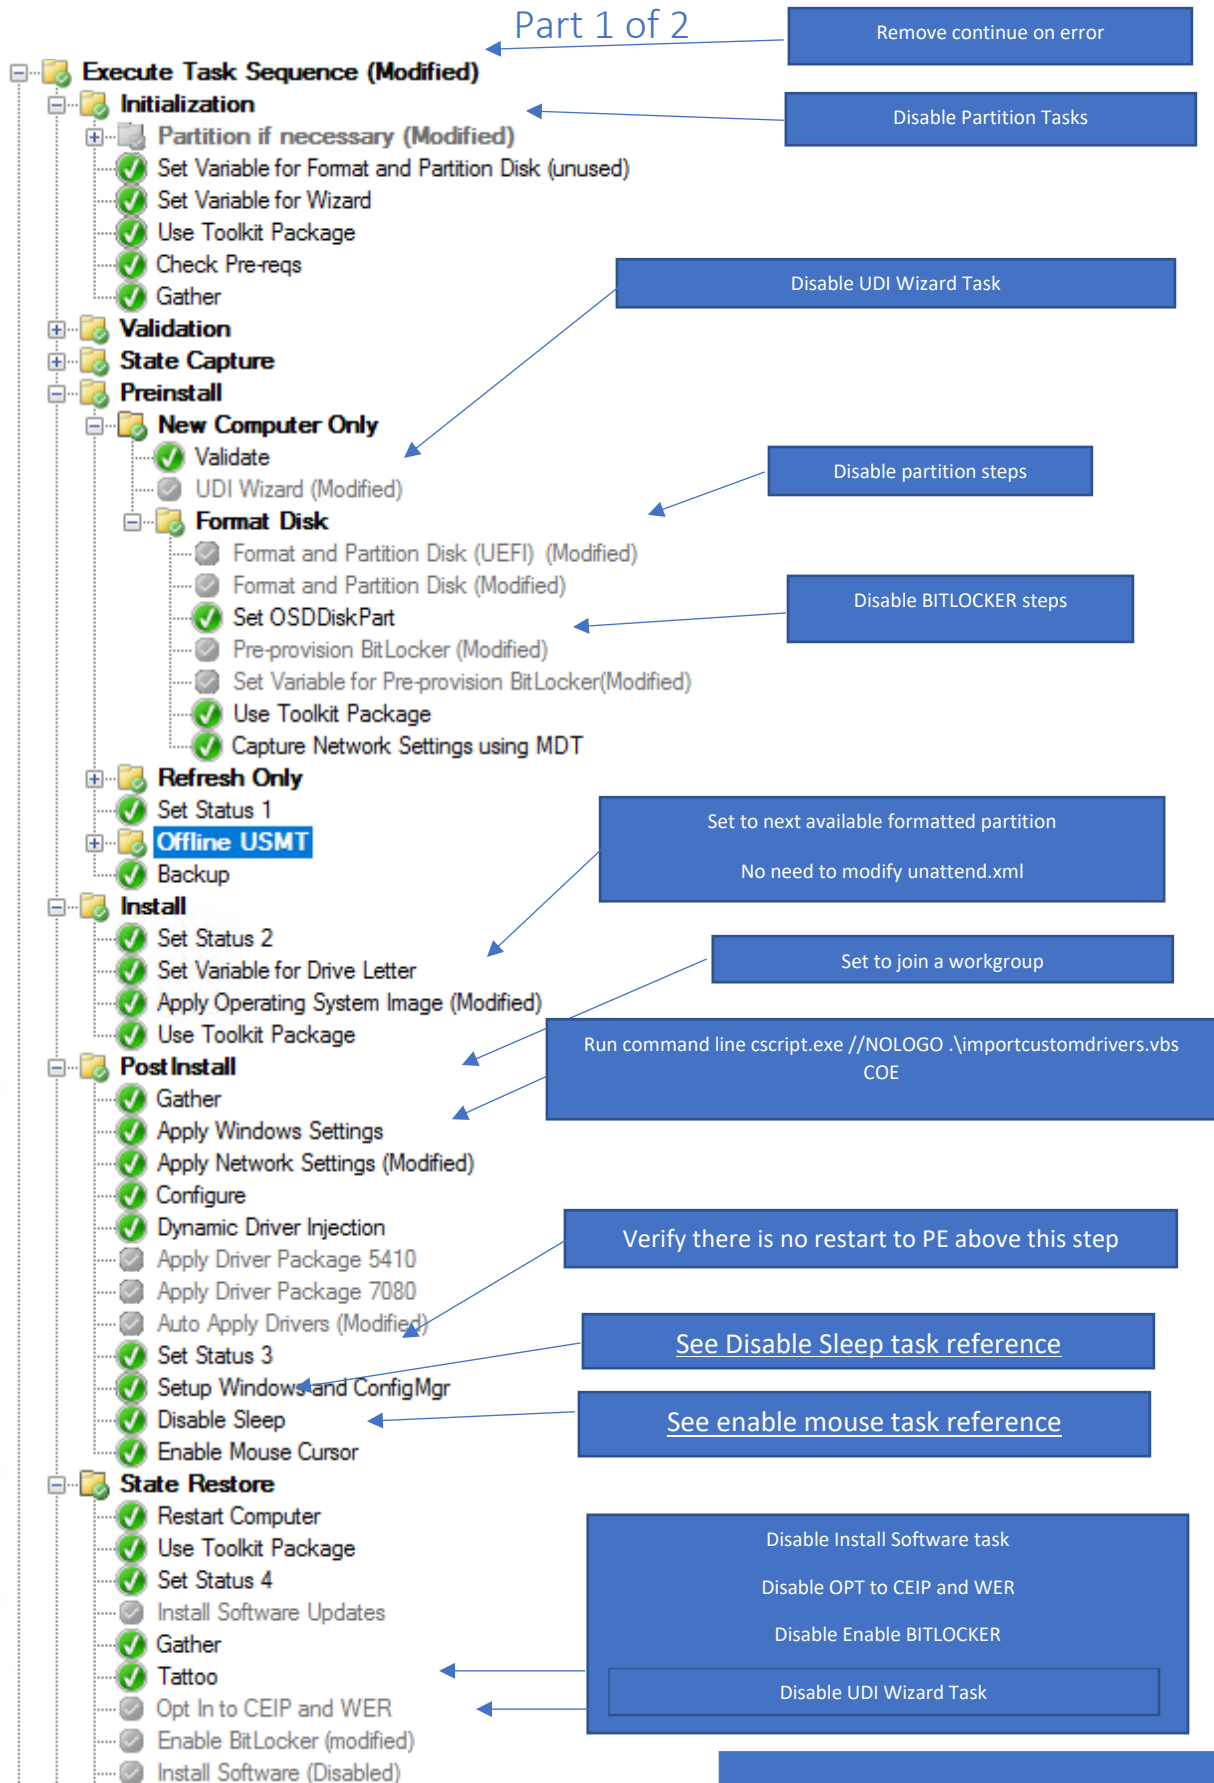 Part 1 of 2
Remove continue on error
Execute Task Sequence (Modified)
Initialization
Disable Partition Tasks
Partition if necessary (Modified)
Set Variable for Format and Partition Disk (unused)
Set Variable for Wizard
Use Toolkit Package
Check Pre-reqs
Disable UDI Wizard Task
Gather
Validation
State Capture
Preinstall
New Computer Only
Validate
Disable partition steps
UDI Wizard (Modified)
Format Disk
Format and Partition Disk (UEFI) (Modified)
Format and Partition Disk (Modified)
Disable BITLOCKER steps
Set OSDDiskPart
Pre-provision BitLocker (Modified)
Set Variable for Pre-provision BitLocker(Modified)
Use Toolkit Package
Capture Network Settings using MDT
Refresh Only
Set Status 1
Set to next available formatted partition
Offline USMT
No need to modify unattend.xml
Backup
Install
Set Status 2
Set to join a workgroup
Set Variable for Drive Letter
Apply Operating System Image (Modified)
Use Toolkit Package
Run command line cscript.exe //NOLOGO .\importcustomdrivers.vbs
COE
PostInstall
Gather
Apply Windows Settings
Apply Network Settings (Modified)
Configure
Dynamic Driver Injection
Verify there is no restart to PE above this step
Apply Driver Package 5410
Apply Driver Package 7080
Auto Apply Drivers (Modified)
See Disable Sleep task reference
Set Status 3
Setup Windows and ConfigMgr
Disable Sleep
See enable mouse task reference
Enable Mouse Cursor
State Restore
Restart Computer
Disable Install Software task
Use Toolkit Package
Set Status 4
Disable OPT to CEIP and WER
Install Software Updates
Disable Enable BITLOCKER
Gather
Tattoo
Disable UDI Wizard Task
Opt In to CEIP and WER
Enable BitLocker (modified)
Install Software (Disabled)